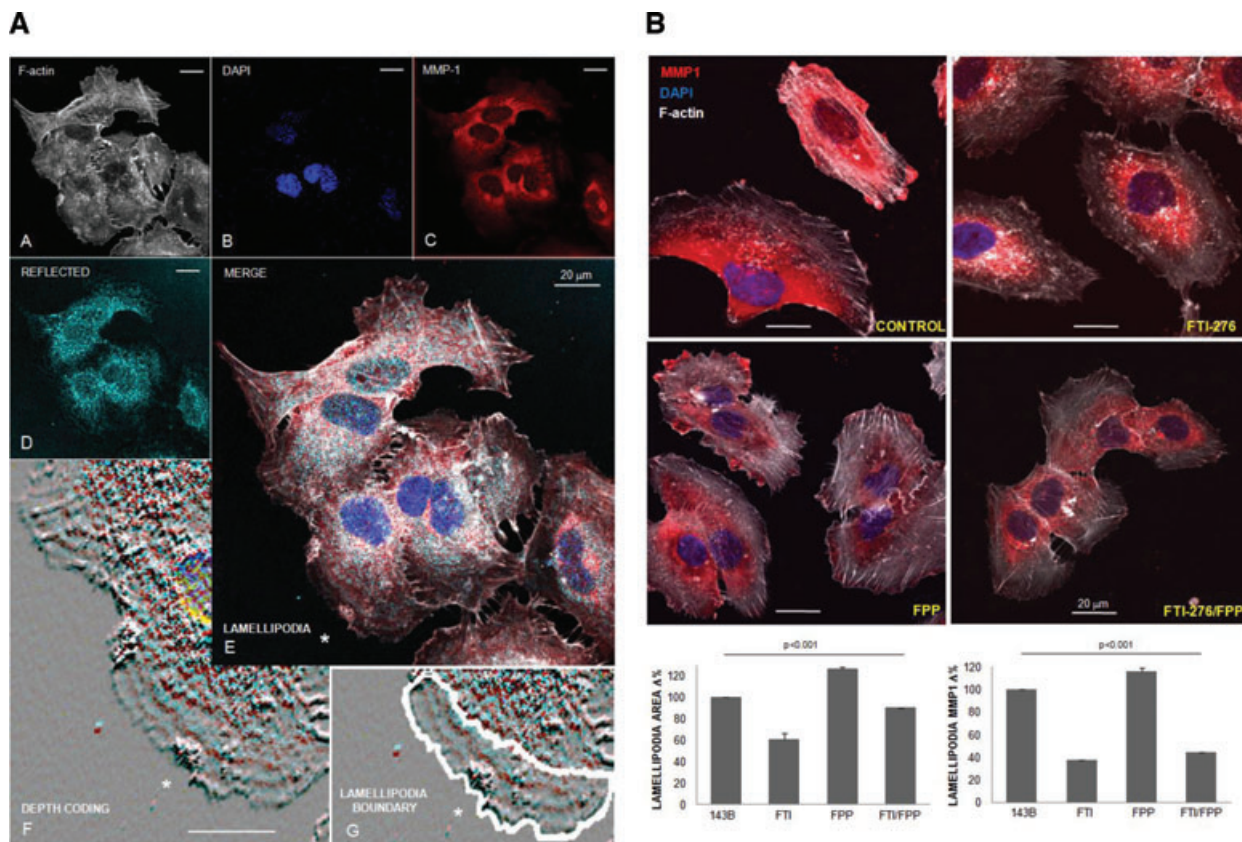 A
F-actin
A
DAPI
B
MMP-1
C
REFLECTED
D
MERGE
20 µm
LAMELLIPODIA
*
E
DEPTH CODING
*
F
LAMELLIPODIA
BOUNDARY
*
G
B
MMP1
DAPI
F-actin
CONTROL
FTI-276
FPP
20 µm
FTI-276/FPP
p<0.001
LAMELLIPODIA AREA Δ%
120
100
80
60
40
20
0
143B
FTI
FPP
FTI/FPP
p<0.001
LAMELLIPODIA MMP1 Δ%
120
100
80
60
40
20
0
143B
FTI
FPP
FTI/FPP